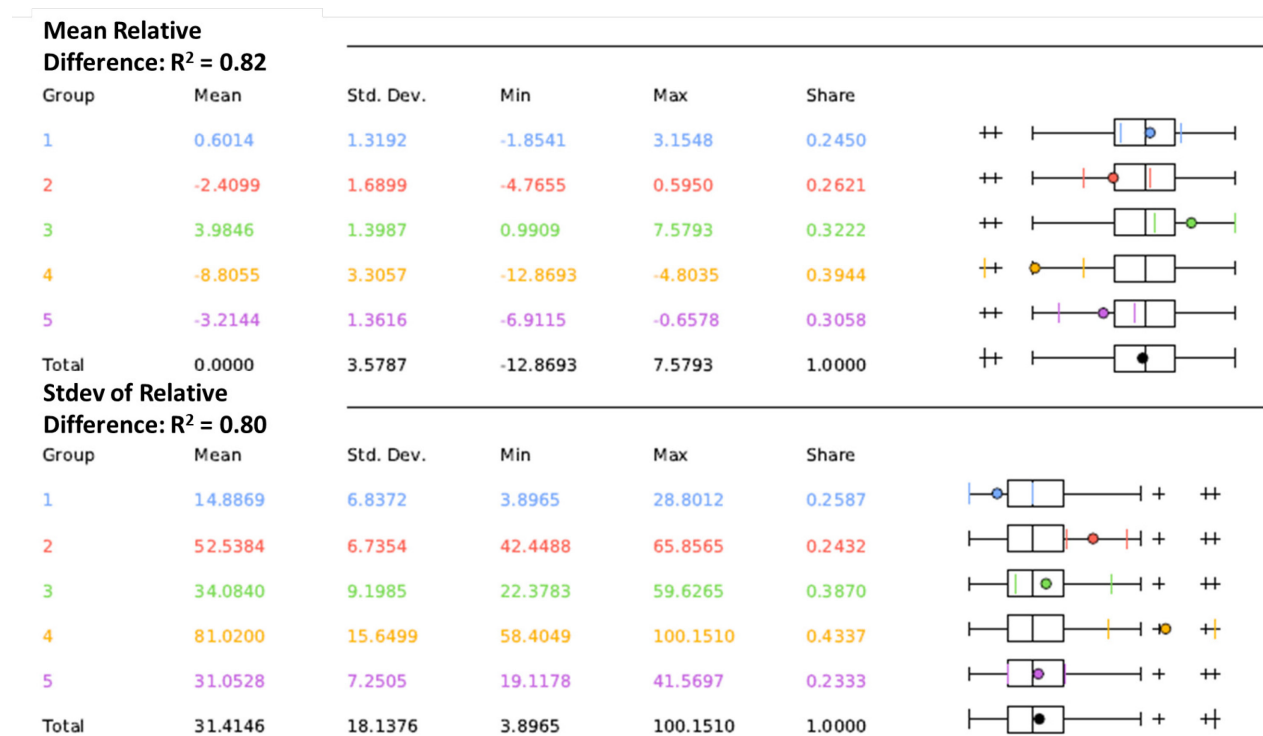 Mean Relative
Difference: R² = 0.82
Group Mean Std. Dev. Min Max Share
1 0.6014 1.3192 -1.8541 3.1548 0.2450
2 -2.4099 1.6899 -4.7655 0.5950 0.2621
3 3.9846 1.3987 0.9909 7.5793 0.3222
4 -8.8055 3.3057 -12.8693 -4.8035 0.3944
5 -3.2144 1.3616 -6.9115 -0.6578 0.3058
Total 0.0000 3.5787 -12.8693 7.5793 1.0000
Stdev of Relative
Difference: R² = 0.80
Group Mean Std. Dev. Min Max Share
1 14.8869 6.8372 3.8965 28.8012 0.2587
2 52.5384 6.7354 42.4488 65.8565 0.2432
3 34.0840 9.1985 22.3783 59.6265 0.3870
4 81.0200 15.6499 58.4049 100.1510 0.4337
5 31.0528 7.2505 19.1178 41.5697 0.2333
Total 31.4146 18.1376 3.8965 100.1510 1.0000